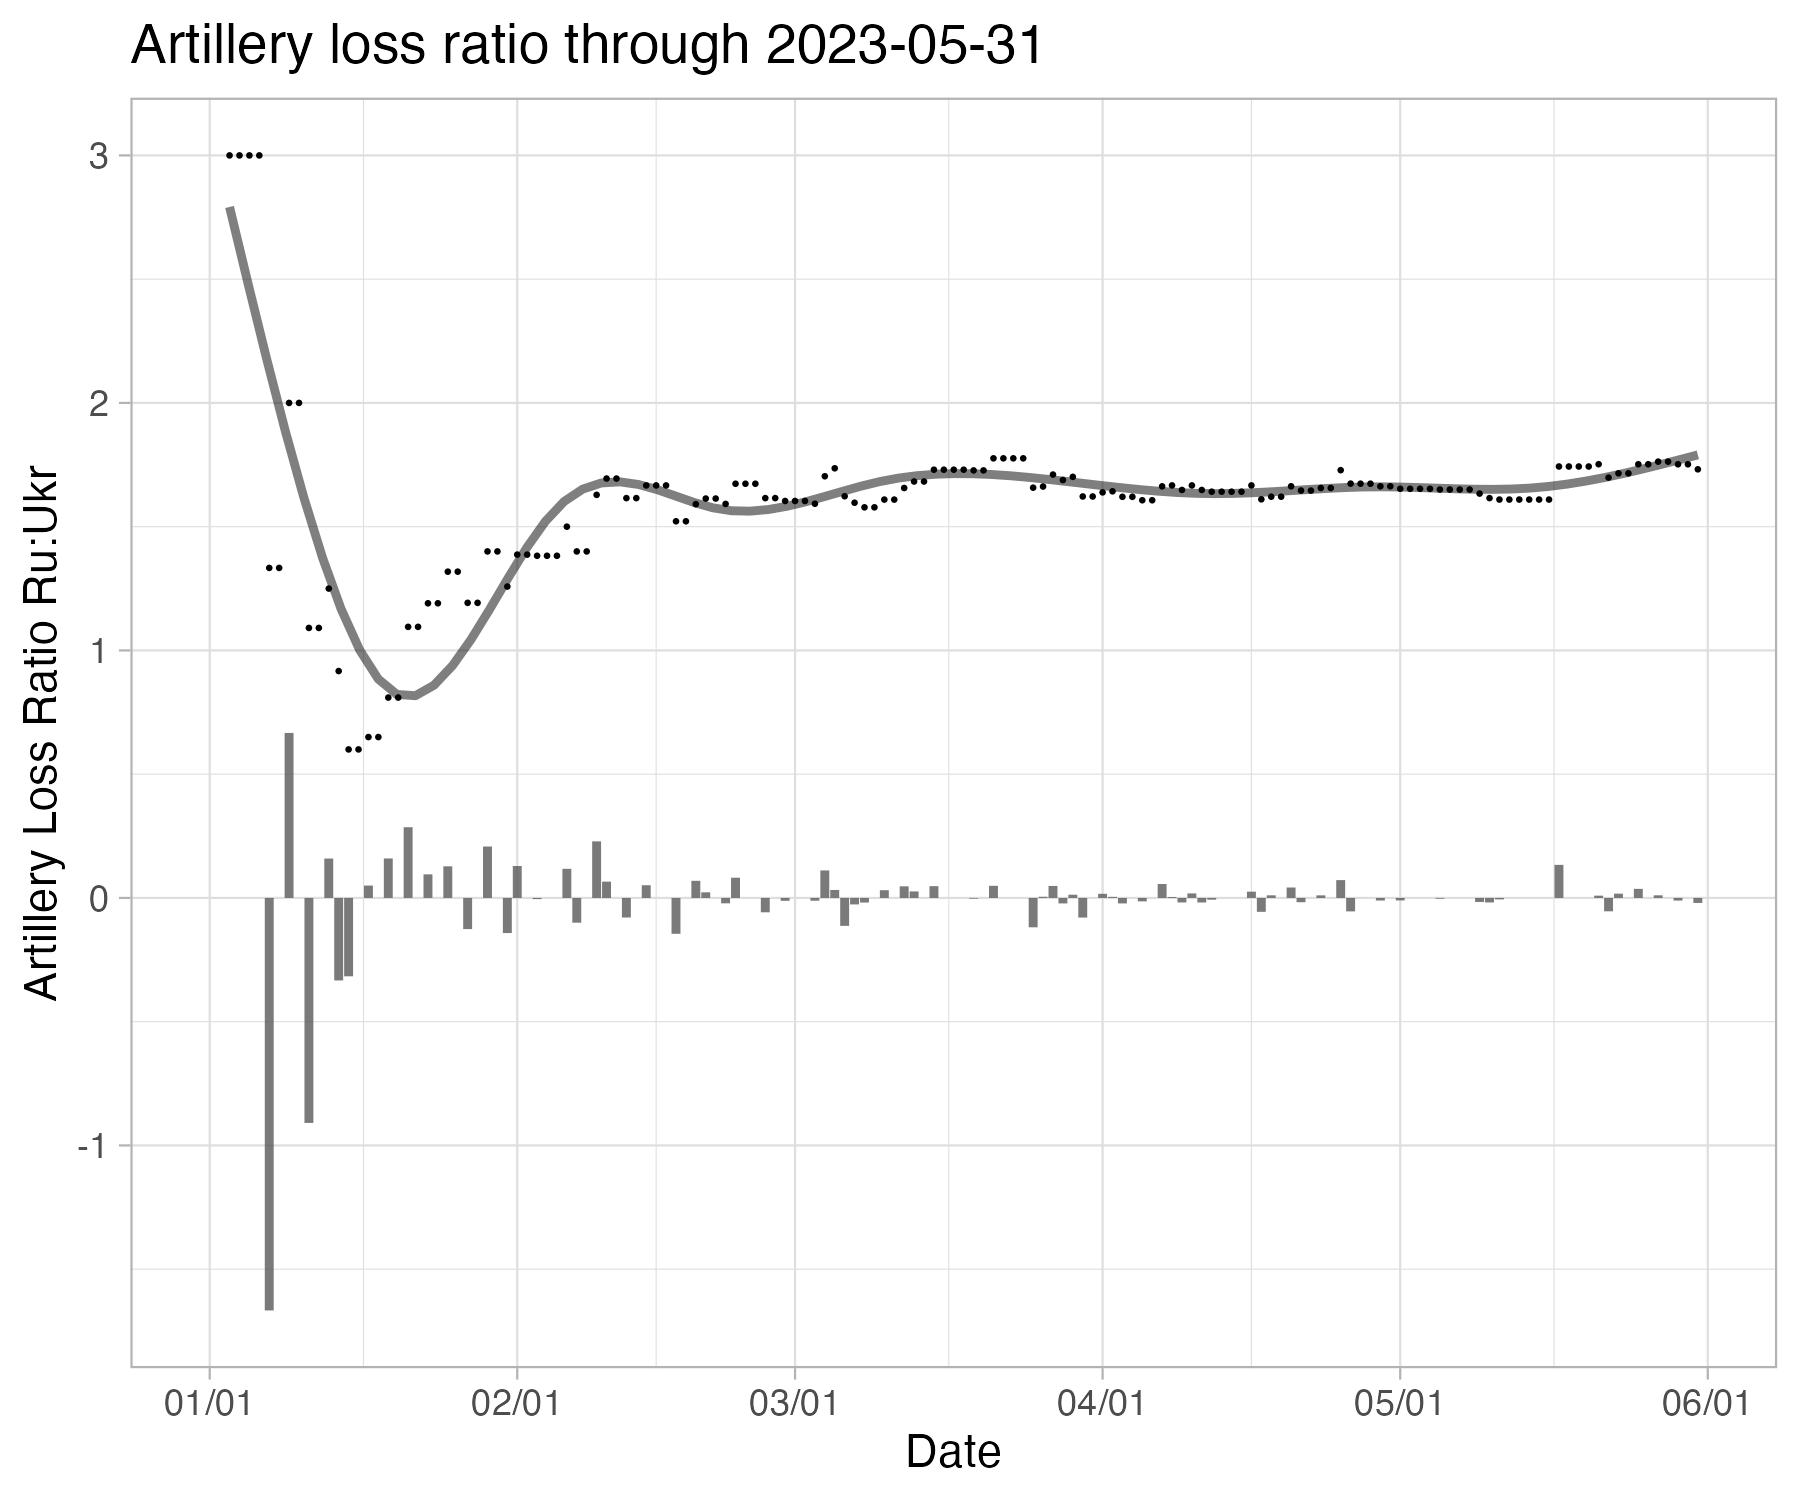 Artillery loss ratio through 2023-05-31
Artillery Loss Ratio Ru:Ukr
3
2
1
0
-1
01/01 02/01 03/01 04/01 05/01 06/01
Date